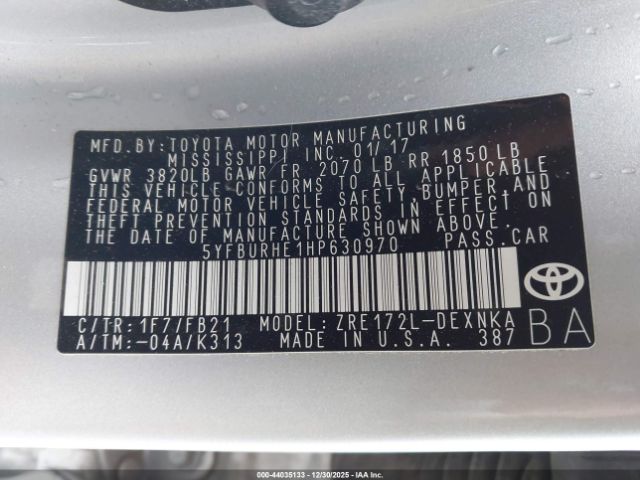 MFD.BY: TOYOTA MOTOR MANUFACTURING
MISSISSIPPI INC. 01/17
GVWR 3820LB GAWR FR 2070 LB RR 1850 LB
THIS VEHICLE CONFORMS TO ALL APPLICABLE
FEDERAL MOTOR VEHICLE SAFETY, BUMPER, AND
THEFT PREVENTION STANDARDS IN EFFECT ON
THE DATE OF MANUFACTURE SHOWN ABOVE.
5YFBURHE1HP630970 PASS.CAR
C/TR: 1F7/FB21 MODEL: ZRE172L-DEXNKA
A/TM:-04A/K313 MADE IN U.S.A. 387
BA
000-44035133 - 12/30/2025 - IAA, Inc.